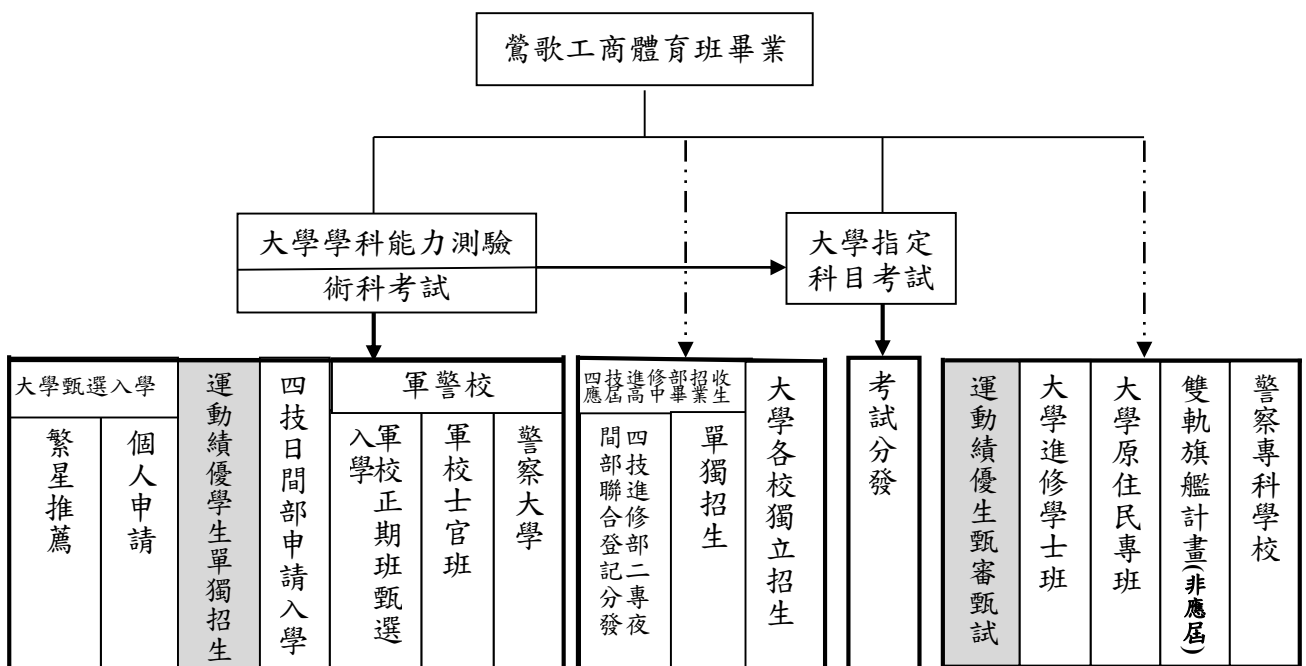 鶯歌工商體育班畢業
大學學科能力測驗
術科考試
大學指定
科目考試
大學甄選入學
繁星推薦
個人申請
運動績優學生單獨招生
四技日間部申請入學
軍警校
軍校正期班甄選
入學
軍校士官班
警察大學
四技進修部招收
應屆高中畢業生
四技進修部二專夜
間部聯合登記分發
單獨招生
大學各校獨立招生
考試分發
運動績優生甄審甄試
大學進修學士班
大學原住民專班
雙軌旗艦計畫(非應屆)
警察專科學校